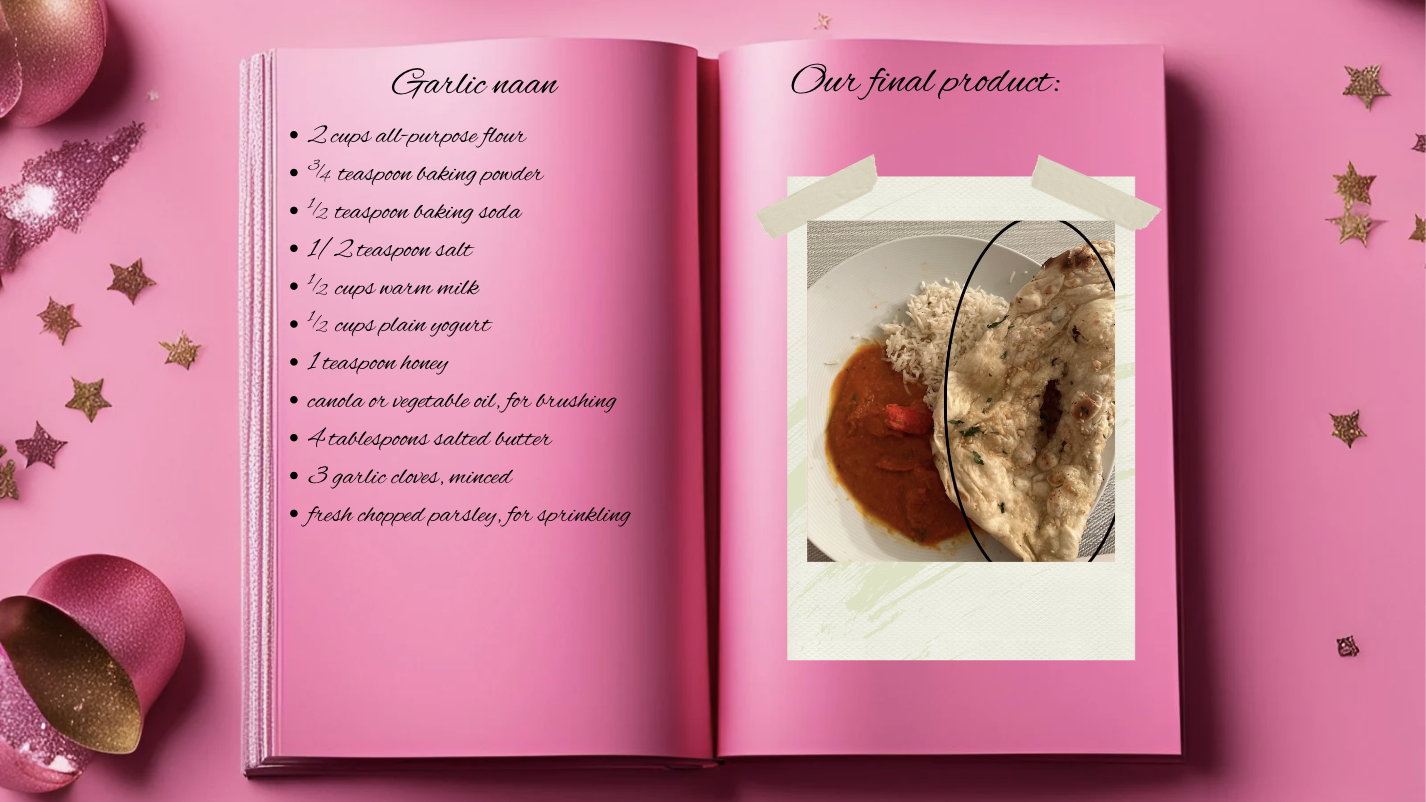 Garlic naan
• 2 cups all-purpose flour
• 3/4 teaspoon baking powder
• 1/2 teaspoon baking soda
• 1/ 2 teaspoon salt
• 1/2 cups warm milk
• 1/2 cups plain yogurt
• 1 teaspoon honey
• canola or vegetable oil, for brushing
• 4 tablespoons salted butter
• 3 garlic cloves, minced
• fresh chopped parsley, for sprinkling
Our final product: